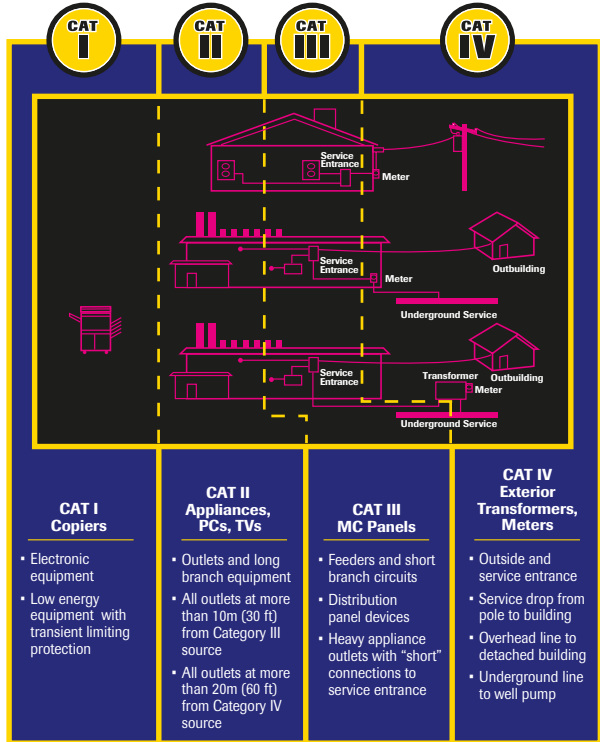 CAT
I
CAT
II
CAT
III
CAT
IV
Service
Entrance
Meter
Service
Entrance
Meter
Outbuilding
Underground Service
Service
Entrance
Transformer
Outbuilding
Meter
Underground Service
CAT I
Copiers
▪ Electronic
equipment
▪ Low energy
equipment with
transient limiting
protection
CAT II
Appliances,
PCs, TVs
▪ Outlets and long
branch equipment
▪ All outlets at more
than 10m (30 ft)
from Category III
source
▪ All outlets at more
than 20m (60 ft)
from Category IV
source
CAT III
MC Panels
▪ Feeders and short
branch circuits
▪ Distribution
panel devices
▪ Heavy appliance
outlets with “short”
connections to
service entrance
CAT IV
Exterior
Transformers,
Meters
▪ Outside and
service entrance
▪ Service drop from
pole to building
▪ Overhead line to
detached building
▪ Underground line
to well pump